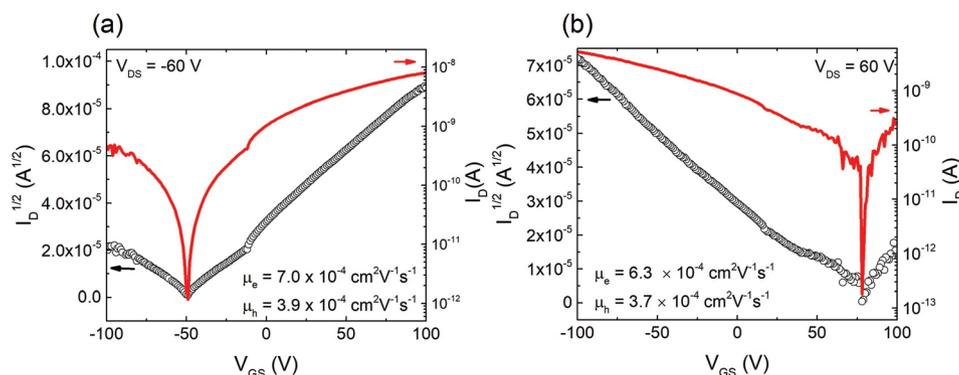 (a)
V_DS = -60 V
1.0x10^-4
8.0x10^-5
6.0x10^-5
4.0x10^-5
2.0x10^-5
0.0
I_D^1/2 (A^1/2)
10^-8
10^-9
10^-10
10^-11
10^-12
I_D(A)
μ_e = 7.0 x 10^-4 cm^2V^-1s^-1
μ_h = 3.9 x 10^-4 cm^2V^-1s^-1
-100 -50 0 50 100
V_GS (V)
(b)
V_DS = 60 V
7x10^-5
6x10^-5
5x10^-5
4x10^-5
3x10^-5
2x10^-5
1x10^-5
0
I_D^1/2 (A^1/2)
10^-9
10^-10
10^-11
10^-12
10^-13
I_D (A)
μ_e = 6.3 × 10^-4 cm^2V^-1s^-1
μ_h = 3.7 × 10^-4 cm^2V^-1s^-1
-100 -50 0 50 100
V_GS (V)